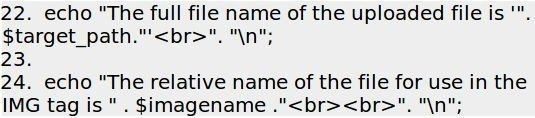 22.  echo "The full file name of the uploaded file is '".
$target_path."'<br>". "\n";
23.
24.  echo "The relative name of the file for use in the
IMG tag is " . $imagename ."<br><br>". "\n";